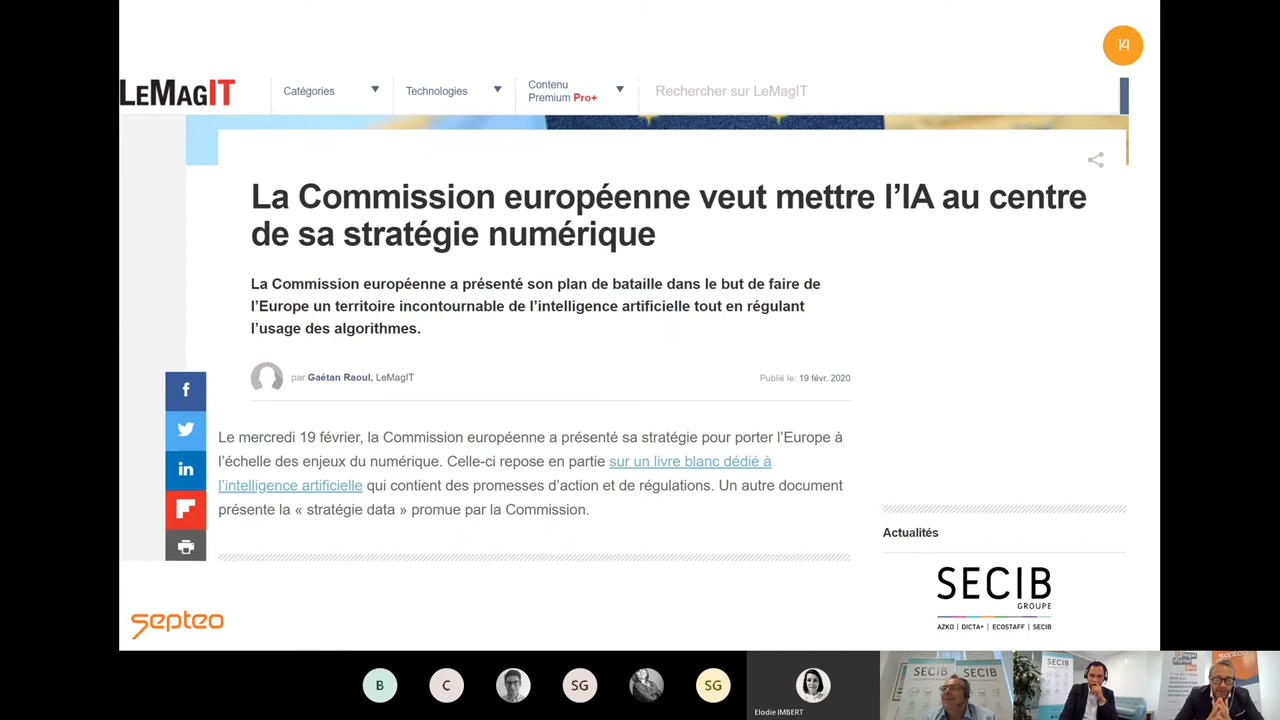 14
LEMAGIT
Catégories
Technologies
Contenu
Premium Pro+
Rechercher sur LeMagIT
La Commission européenne veut mettre l'IA au centre
de sa stratégie numérique
La Commission européenne a présenté son plan de bataille dans le but de faire de
l'Europe un territoire incontournable de l'intelligence artificielle tout en régulant
l'usage des algorithmes.
par Gaétan Raoul, LeMagIT
Publié le: 19 févr. 2020
Le mercredi 19 février, la Commission européenne a présenté sa stratégie pour porter l'Europe à
l'échelle des enjeux du numérique. Celle-ci repose en partie sur un livre blanc dédié à
l'intelligence artificielle qui contient des promesses d'action et de régulations. Un autre document
présente la « stratégie data » promue par la Commission.
Actualités
SECIB
GROUPE
AZKO | DICTA+ | ECOSTAFF | SECIB
septeo
B
C
SG
SG
Elodie IMBERT
SECIB
SECIB
SECIB
septeo